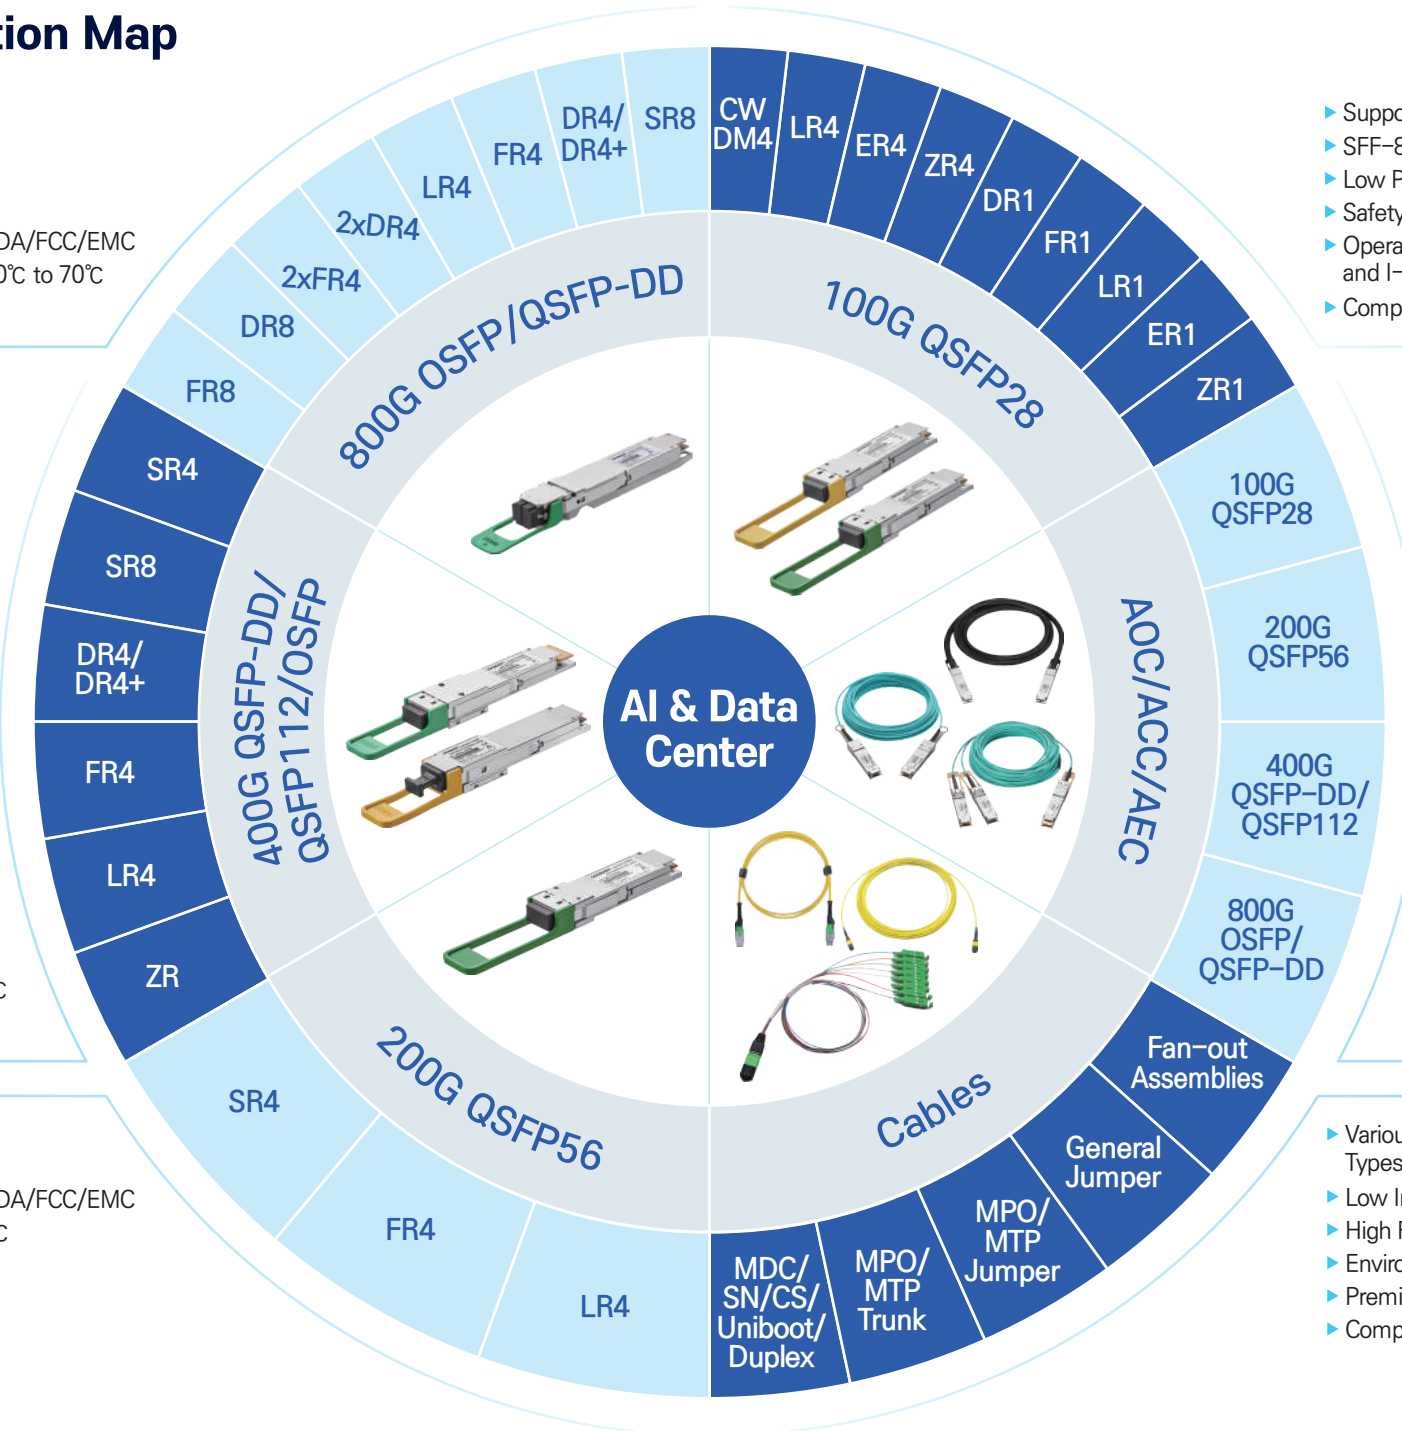 tion Map
DA/FCC/EMC
0℃ to 70℃
DA/FCC/EMC
C
C
800G OSFP/QSFP-DD
FR8
DR8
2xFR4
2xDR4
LR4
FR4
DR4/
DR4+
SR8
100G QSFP28
CW
DM4
LR4
ER4
ZR4
DR1
FR1
LR1
ER1
ZR1
AOC/ACC/AEC
100G
QSFP28
200G
QSFP56
400G
QSFP-DD/
QSFP112
800G
OSFP/
QSFP-DD
Cables
Fan-out
Assemblies
General
Jumper
MPO/
MTP
Jumper
MPO/
MTP
Trunk
MDC/
SN/CS/
Uniboot/
Duplex
200G QSFP56
LR4
FR4
SR4
400G QSFP-DD/
QSFP112/OSFP
SR4
SR8
DR4/
DR4+
FR4
LR4
ZR
AI & Data
Center
Suppo
SFF-8
Low P
Safety
Opera
and I-
Comp
Variou
Types
Low I
High
Enviro
Premi
Comp